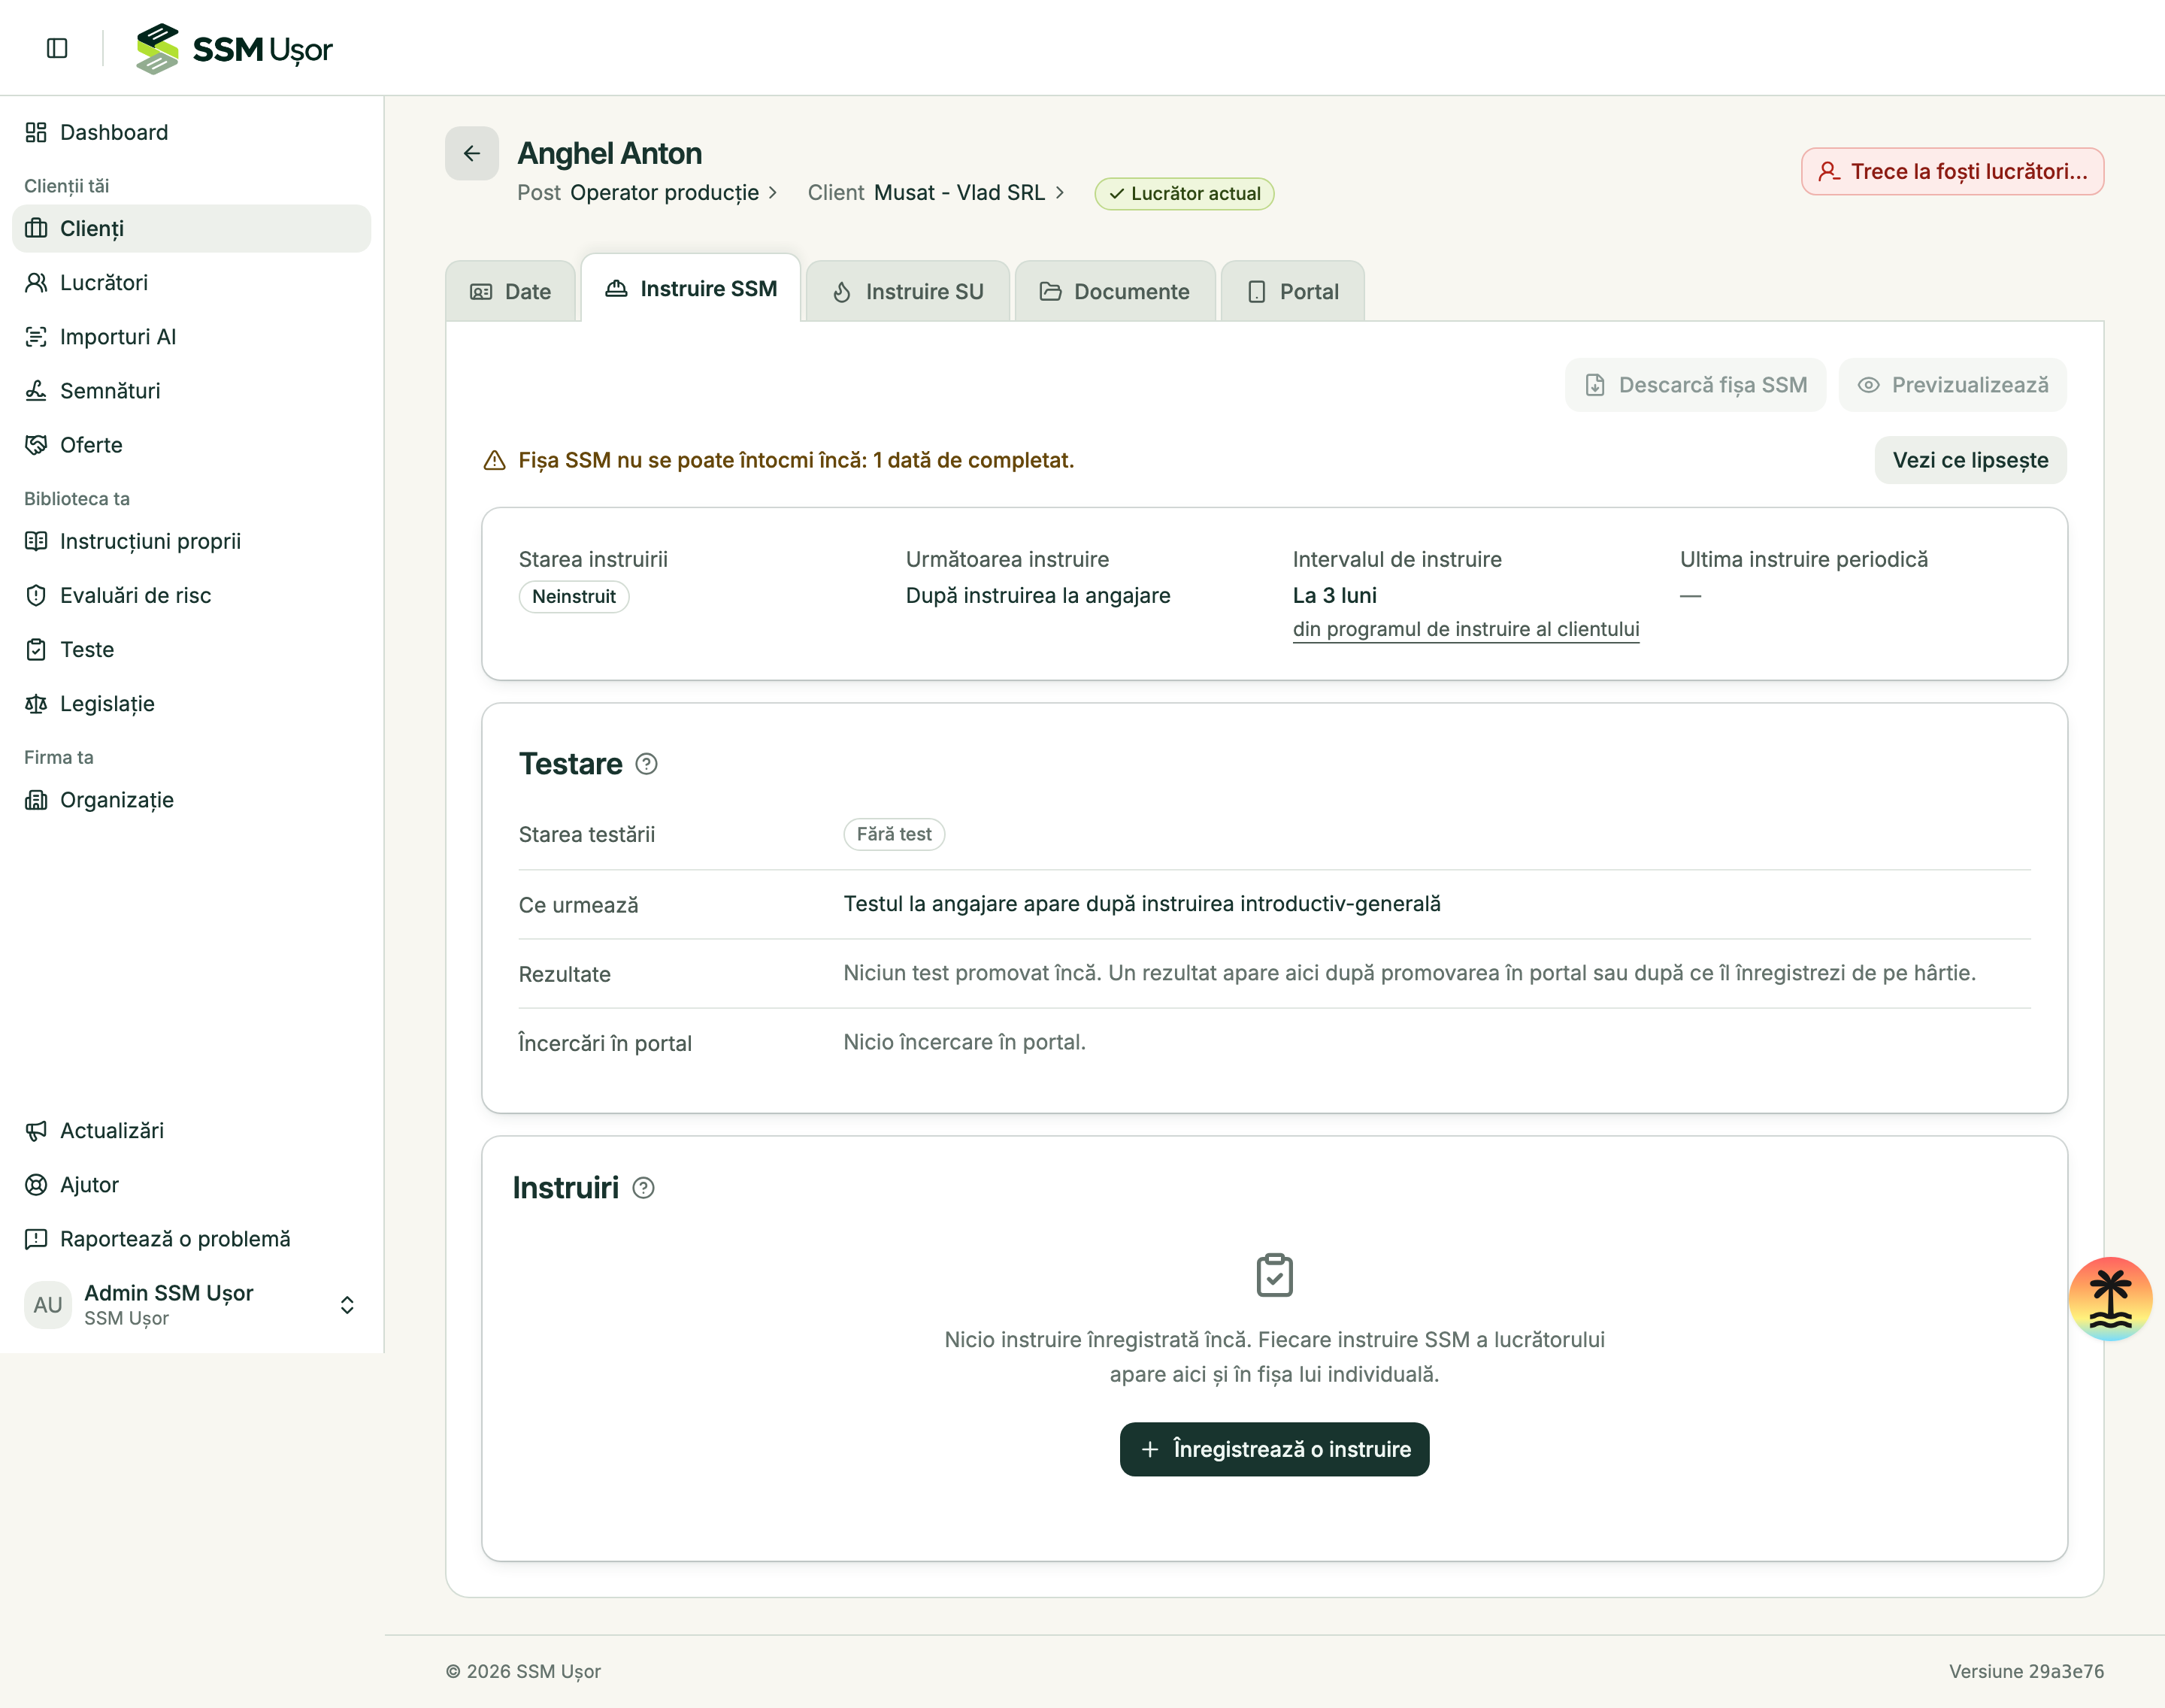 SSM Ușor
Dashboard
Clienții tăi
Clienți
Lucrători
Importuri AI
Semnături
Oferte
Biblioteca ta
Instrucțiuni proprii
Evaluări de risc
Teste
Legislație
Firma ta
Organizație
Actualizări
Ajutor
Raportează o problemă
AU
Admin SSM Ușor
SSM Ușor
Anghel Anton
Post Operator producție
Client Musat - Vlad SRL
Lucrător actual
Trece la foști lucrători...
Date
Instruire SSM
Instruire SU
Documente
Portal
Descarcă fișa SSM
Previzualizează
Fișa SSM nu se poate întocmi încă: 1 dată de completat.
Vezi ce lipsește
Starea instruirii
Neinstruit
Următoarea instruire
După instruirea la angajare
Intervalul de instruire
La 3 luni
din programul de instruire al clientului
Ultima instruire periodică
—
Testare
Starea testării
Fără test
Ce urmează
Testul la angajare apare după instruirea introductiv-generală
Rezultate
Niciun test promovat încă. Un rezultat apare aici după promovarea în portal sau după ce îl înregistrezi de pe hârtie.
Încercări în portal
Nicio încercare în portal.
Instruiri
Nicio instruire înregistrată încă. Fiecare instruire SSM a lucrătorului
apare aici și în fișa lui individuală.
+ Înregistrează o instruire
© 2026 SSM Ușor
Versiune 29a3e76